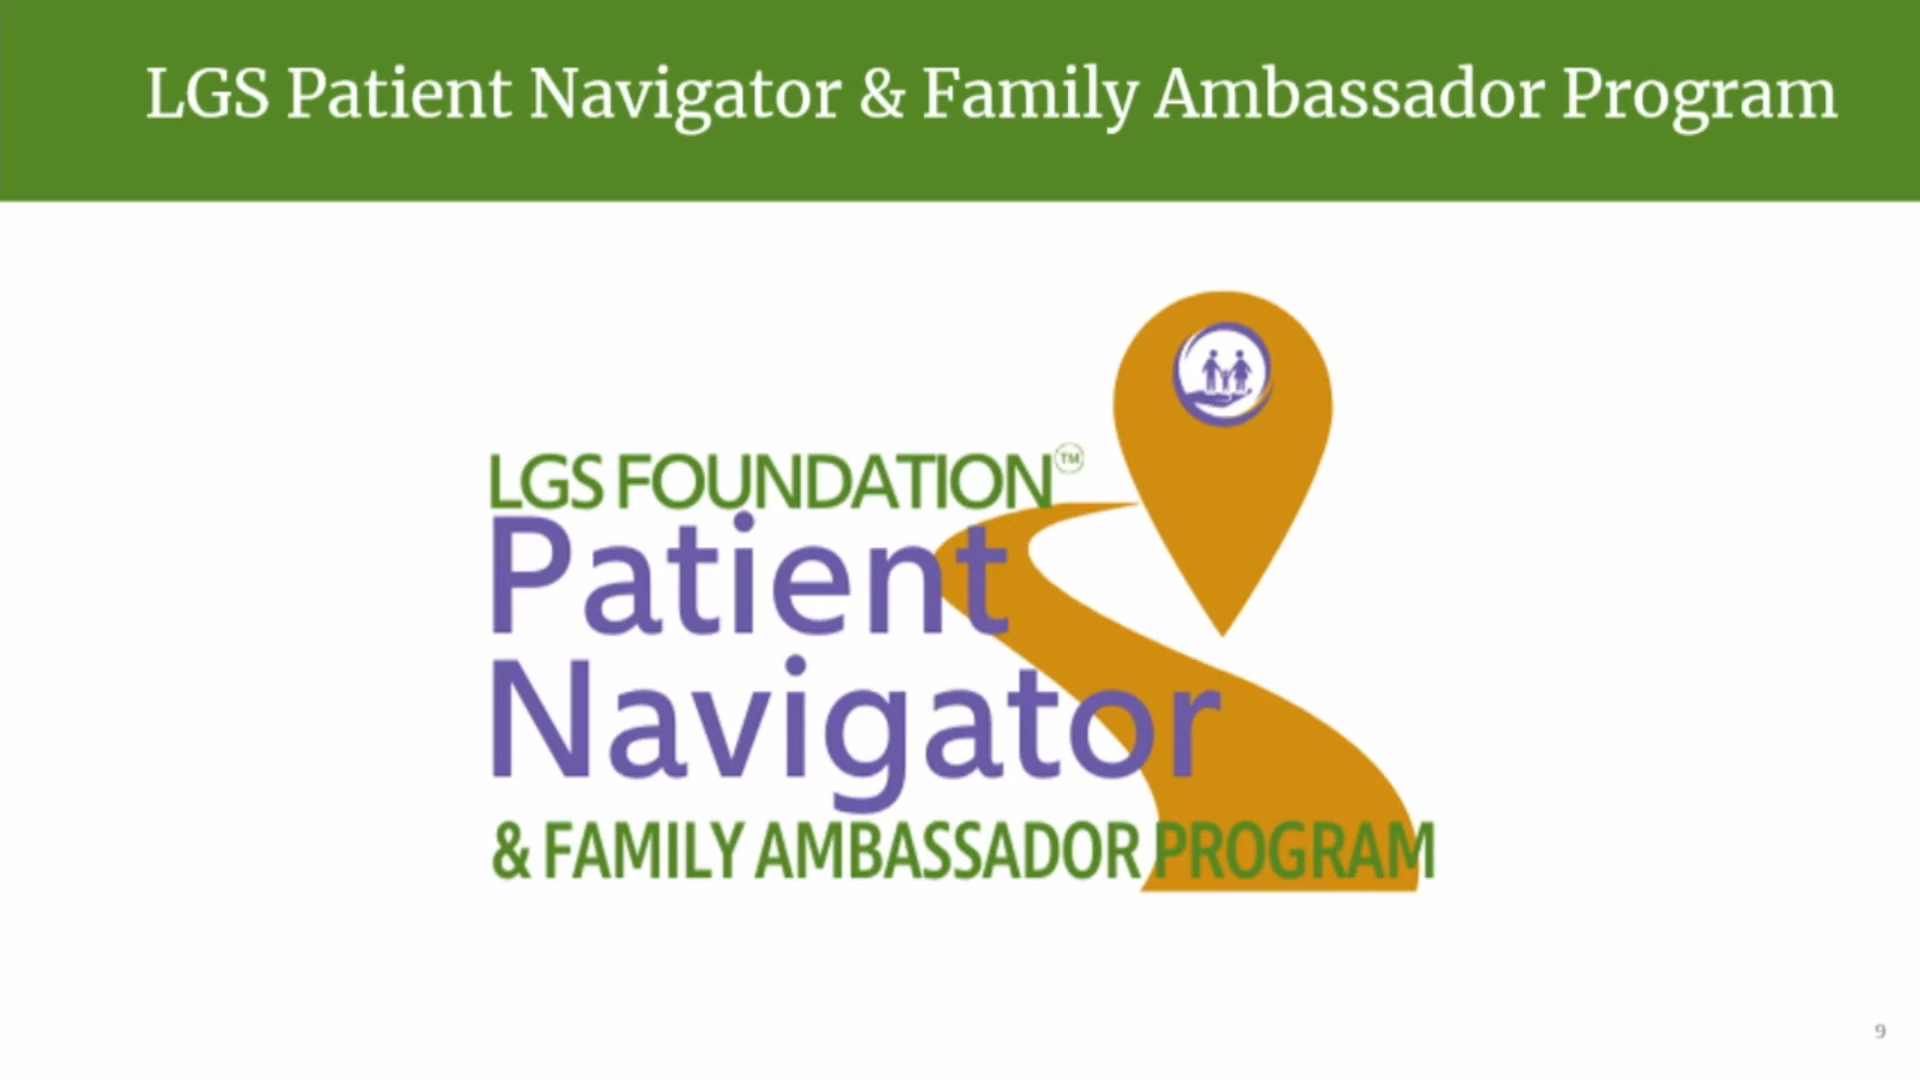 LGS Patient Navigator & Family Ambassador Program
LGS FOUNDATION™
Patient
Navigator
& FAMILY AMBASSADOR PROGRAM
9